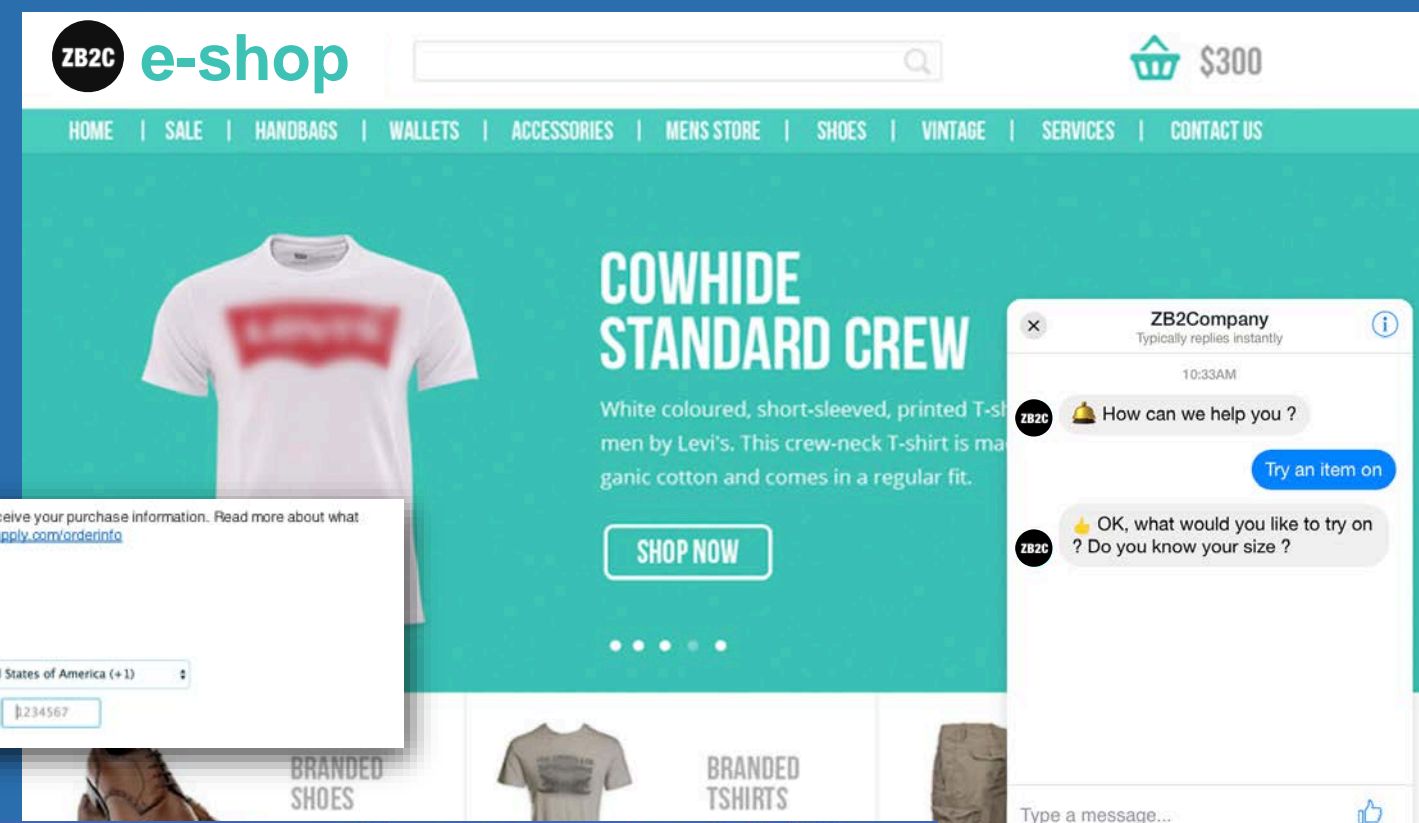 ZB2C e-shop
$300
HOME | SALE | HANDBAGS | WALLETS | ACCESSORIES | MENS STORE | SHOES | VINTAGE | SERVICES | CONTACT US
COWHIDE
STANDARD CREW
White coloured, short-sleeved, printed T-sh
men by Levi's. This crew-neck T-shirt is ma
ganic cotton and comes in a regular fit.
SHOP NOW
ceive your purchase information. Read more about what
pply.com/orderinfo
States of America (+1)
1234567
BRANDED
SHOES
BRANDED
TSHIRTS
ZB2Company
Typically replies instantly
10:33AM
ZB2C
How can we help you ?
Try an item on
ZB2C
OK, what would you like to try on
? Do you know your size ?
Type a message...